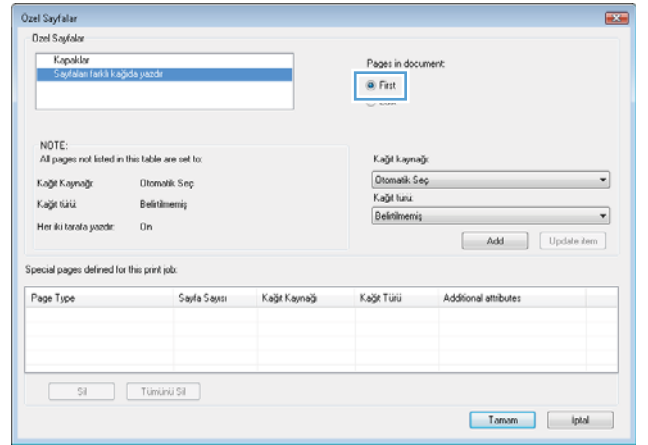 Özel Sayfalar
Özel Sayfalar
Kapaklar
Sayfaları farklı kağıda yazdır
Pages in document:
First
NOTE:
All pages not listed in this table are set to:
Kağıt Kaynağı: Otomatik Seç
Kağıt türü: Belirtilmemiş
Her iki tarafa yazdır: On
Kağıt kaynağı:
Otomatik Seç
Kağıt türü:
Belirtilmemiş
Add Update item
Special pages defined for this print job:
Page Type Sayfa Sayısı Kağıt Kaynağı Kağıt Türü Additional attributes
Sil Tümünü Sil
Tamam İptal